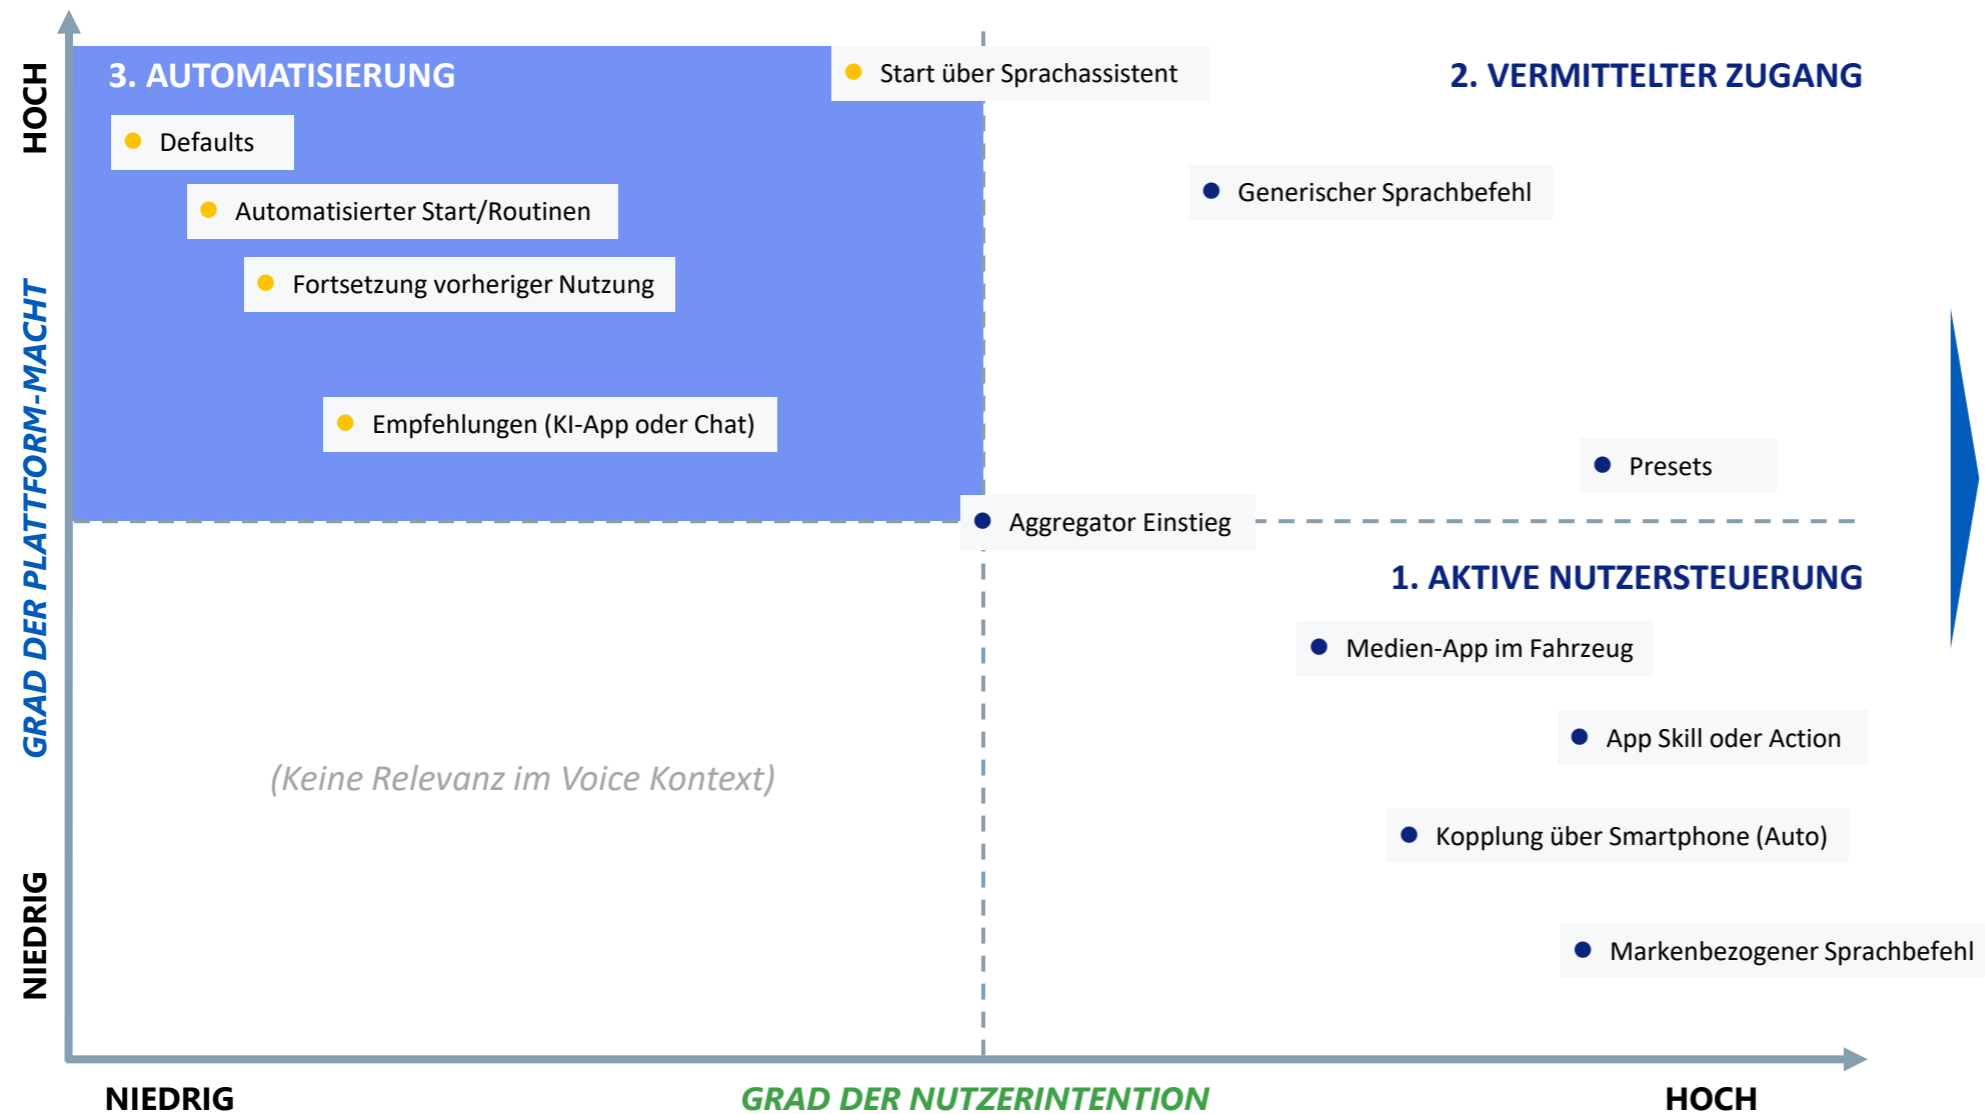 HOCH
3. AUTOMATISIERUNG
Start über Sprachassistent
2. VERMITTELTER ZUGANG
Defaults
Generischer Sprachbefehl
Automatisierter Start/Routinen
Fortsetzung vorheriger Nutzung
Empfehlungen (KI-App oder Chat)
Presets
Aggregator Einstieg
GRAD DER PLATTFORM-MACHT
1. AKTIVE NUTZERSTEUERUNG
Medien-App im Fahrzeug
App Skill oder Action
(Keine Relevanz im Voice Kontext)
Kopplung über Smartphone (Auto)
Markenbezogener Sprachbefehl
NIEDRIG
NIEDRIG
GRAD DER NUTZERINTENTION
HOCH